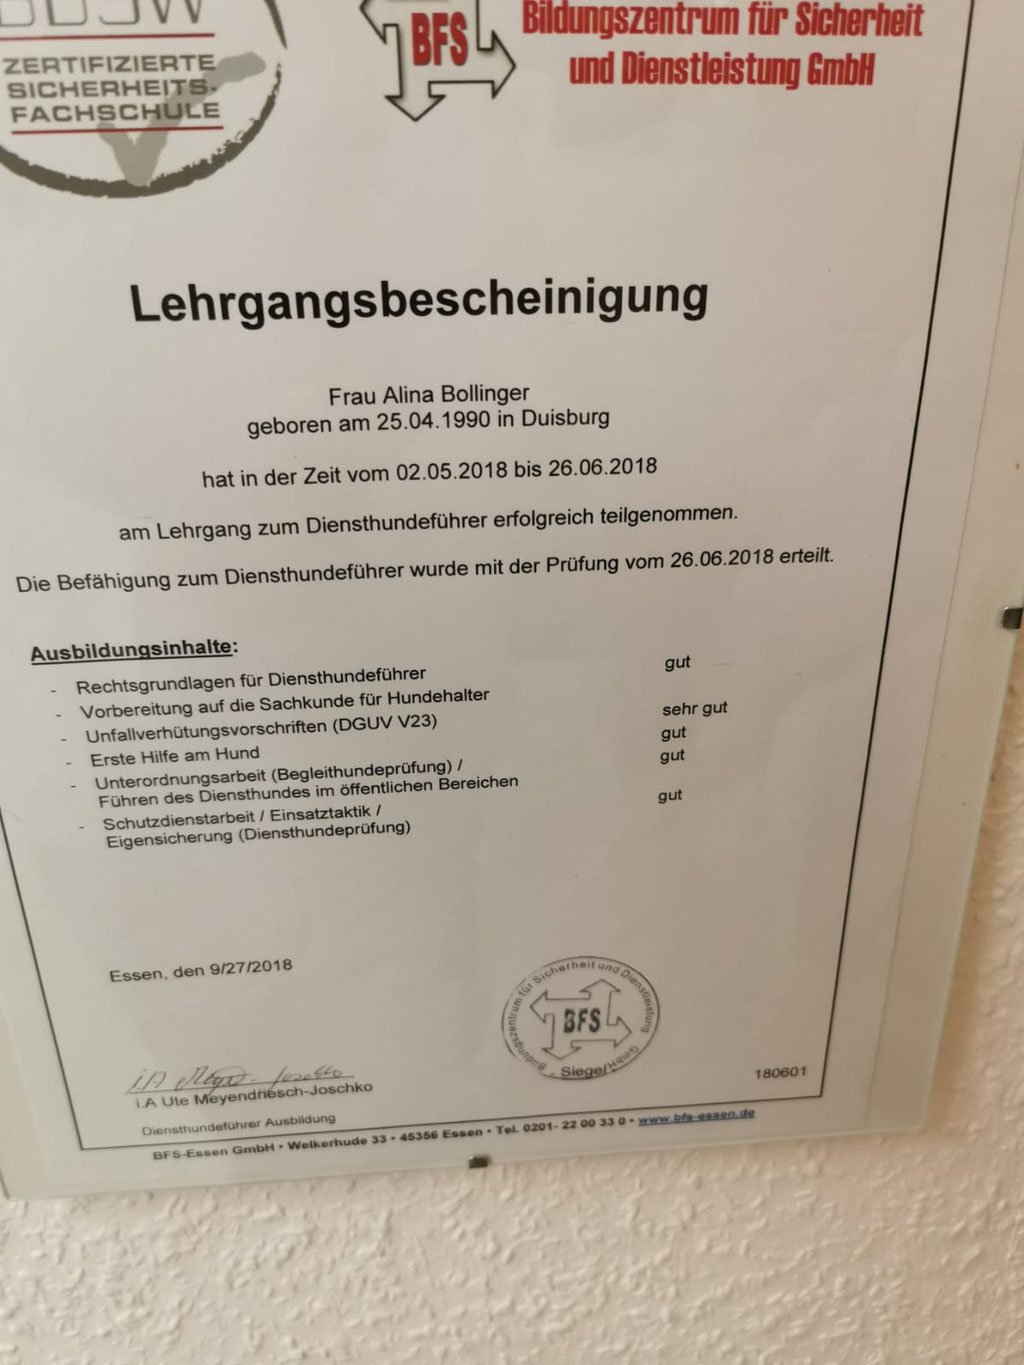 ZERTIFIZIERTE
SICHERHEITS-
FACHSCHULE
BFS
Bildungszentrum für Sicherheit
und Dienstleistung GmbH
Lehrgangsbescheinigung
Frau Alina Bollinger
geboren am 25.04.1990 in Duisburg
hat in der Zeit vom 02.05.2018 bis 26.06.2018
am Lehrgang zum Diensthundeführer erfolgreich teilgenommen.
Die Befähigung zum Diensthundeführer wurde mit der Prüfung vom 26.06.2018 erteilt.
Ausbildungsinhalte:
- Rechtsgrundlagen für Diensthundeführer gut
- Vorbereitung auf die Sachkunde für Hundehalter
- Unfallverhütungsvorschriften (DGUV V23) sehr gut
- Erste Hilfe am Hund gut
- Unterordnungsarbeit (Begleithundeprüfung) / gut
Führen des Diensthundes im öffentlichen Bereichen
- Schutzdienstarbeit / Einsatztaktik / gut
Eigensicherung (Diensthundeprüfung)
Essen, den 9/27/2018
Bildungszentrum für Sicherheit und Dienstleistung GmbH
BFS
- Siegel
i.A Ute Meyendriesch-Joschko
180601
Diensthundeführer Ausbildung
BFS-Essen GmbH • Welkerhude 33 • 45356 Essen • Tel. 0201- 22 00 33 0 • www.bfs-essen.de